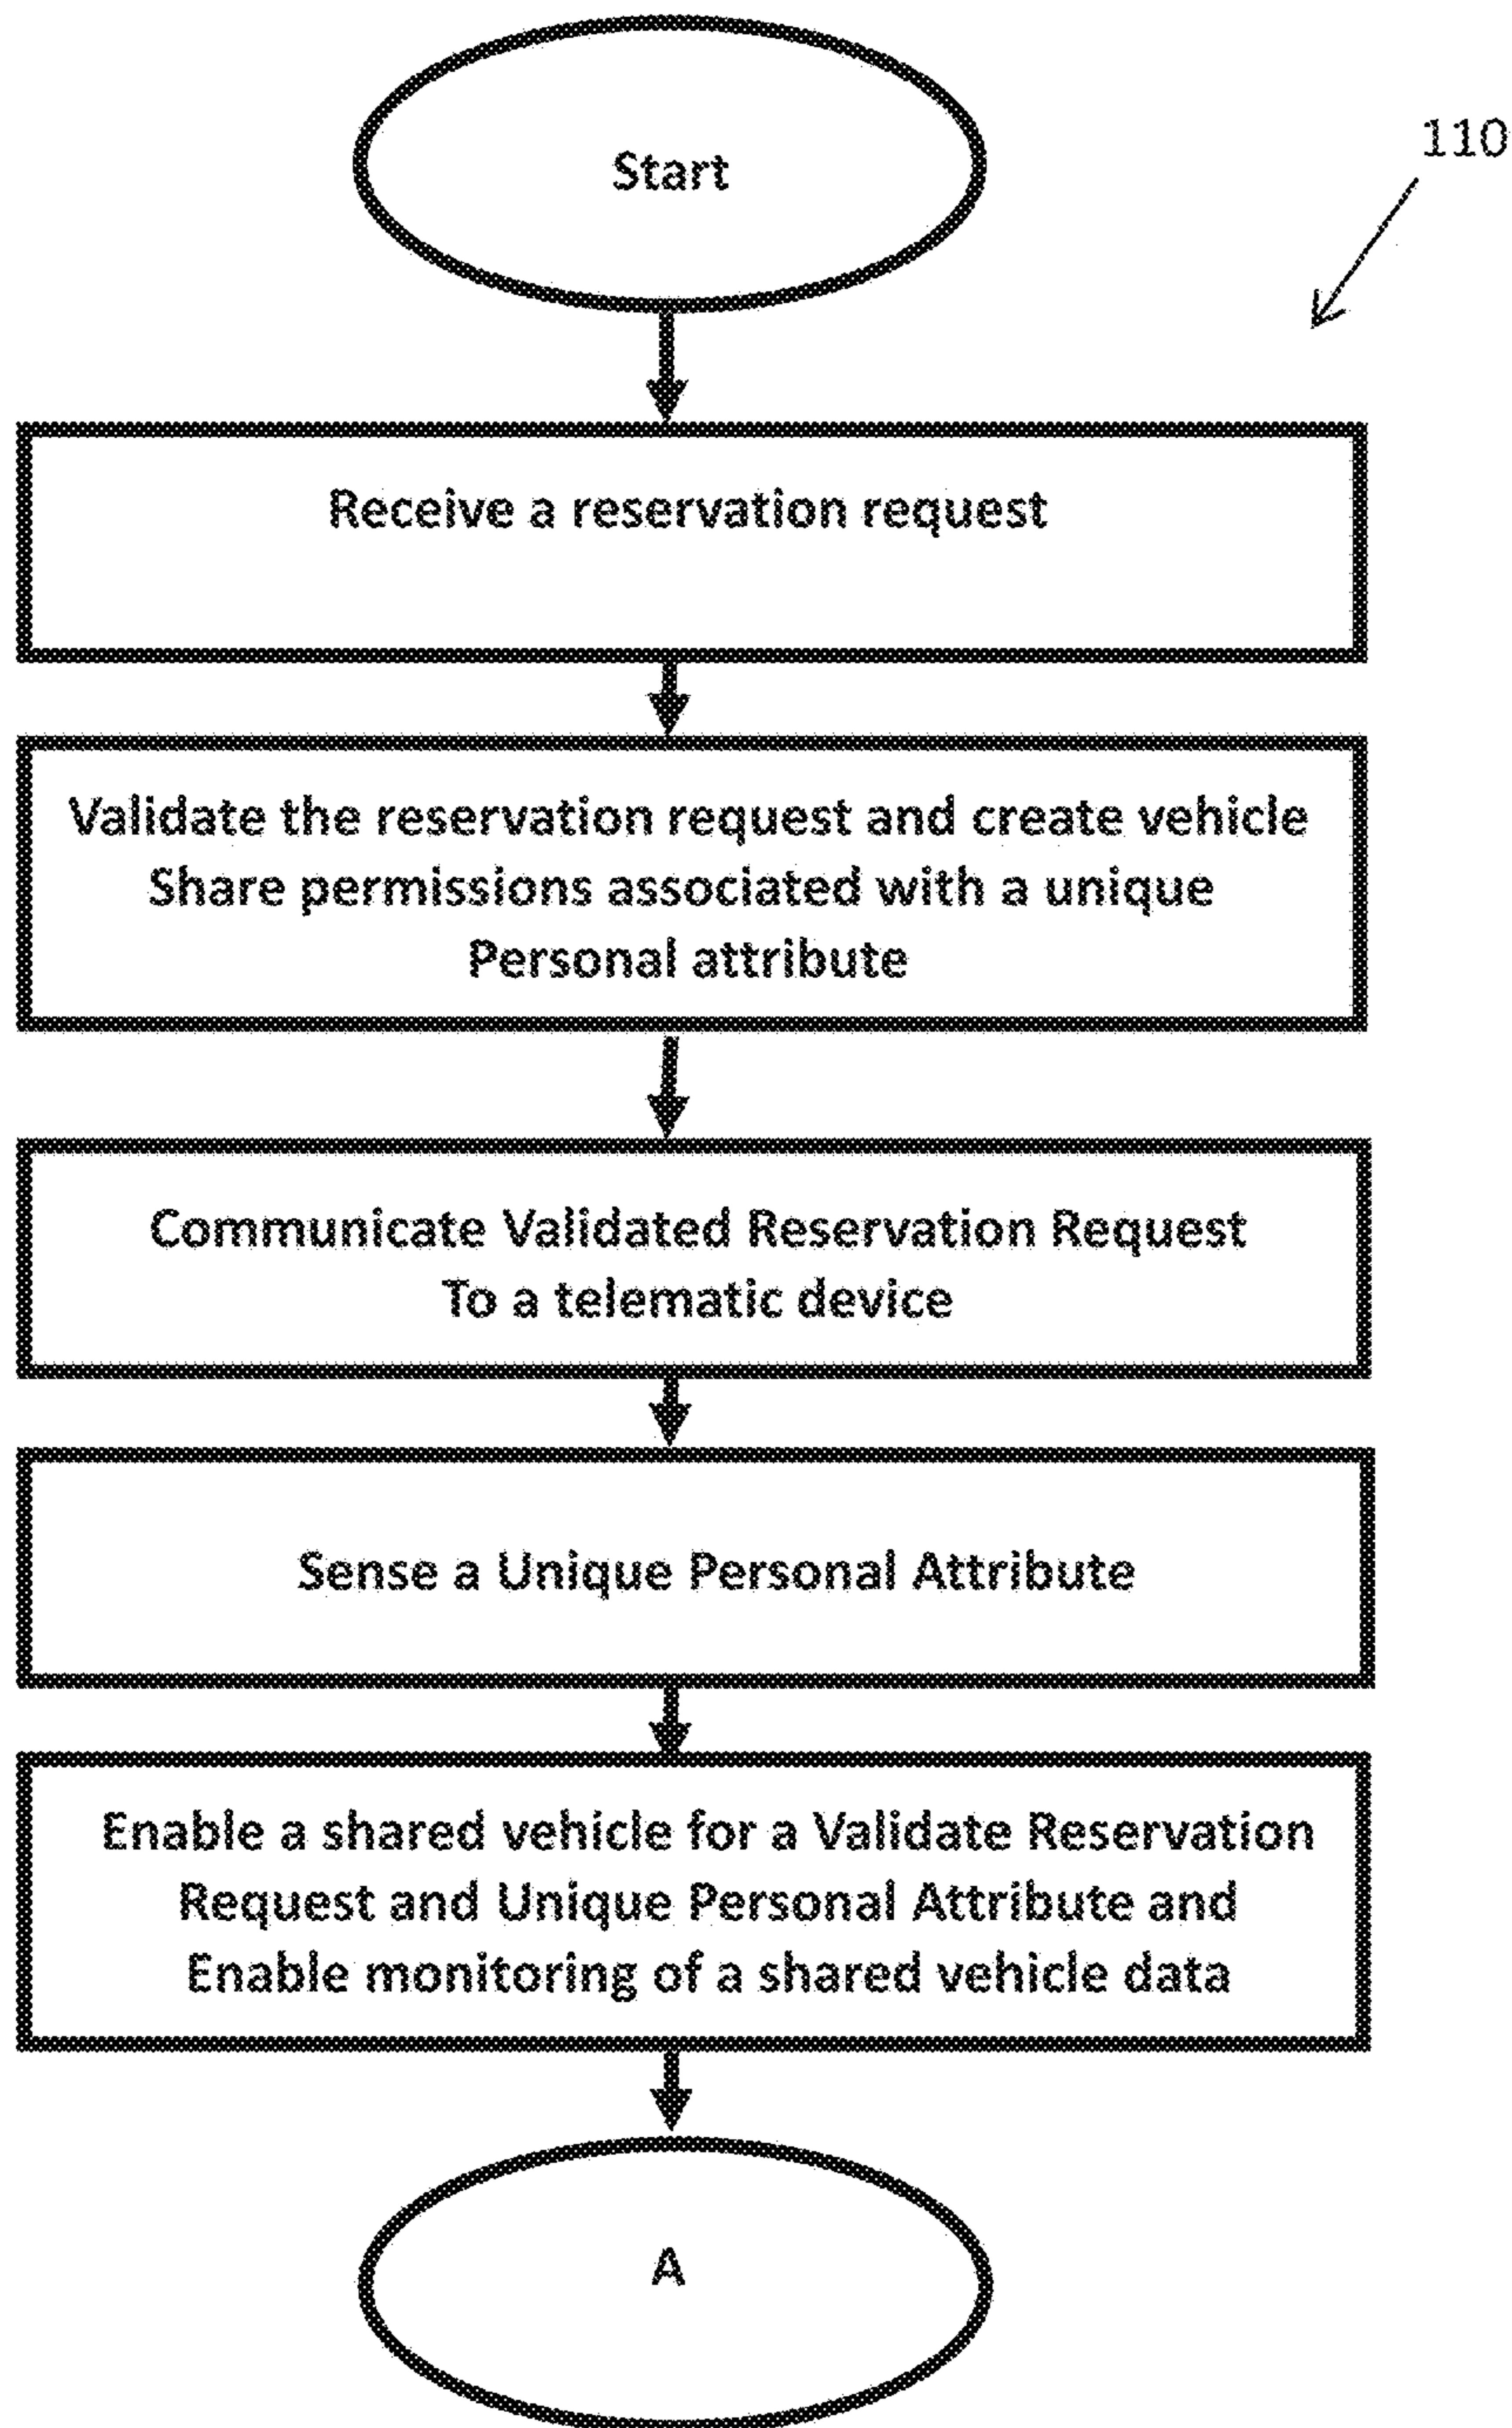 Start
110
Receive a reservation request
Validate the reservation request and create vehicle
Share permissions associated with a unique
Personal attribute
Communicate Validated Reservation Request
To a telematic device
Sense a Unique Personal Attribute
Enable a shared vehicle for a Validate Reservation
Request and Unique Personal Attribute and
Enable monitoring of a shared vehicle data
A